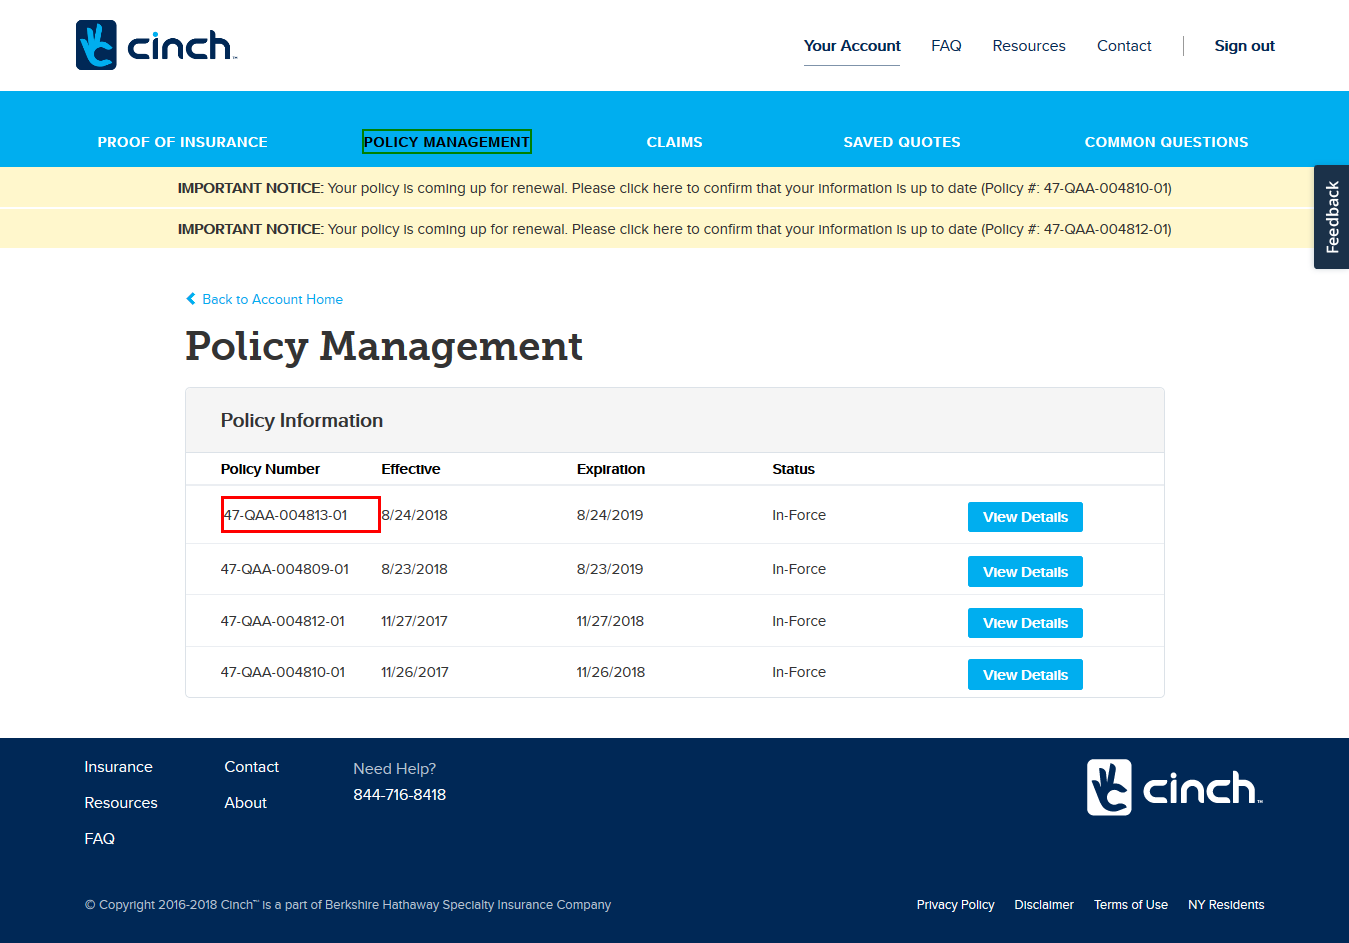 cinch™
Your Account FAQ Resources Contact Sign out
PROOF OF INSURANCE POLICY MANAGEMENT CLAIMS SAVED QUOTES COMMON QUESTIONS
IMPORTANT NOTICE: Your policy is coming up for renewal. Please click here to confirm that your information is up to date (Policy #: 47-QAA-004810-01)
IMPORTANT NOTICE: Your policy is coming up for renewal. Please click here to confirm that your information is up to date (Policy #: 47-QAA-004812-01)
Feedback
Back to Account Home
Policy Management
Policy Information
Policy Number Effective Expiration Status
47-QAA-004813-01 8/24/2018 8/24/2019 In-Force View Details
47-QAA-004809-01 8/23/2018 8/23/2019 In-Force View Details
47-QAA-004812-01 11/27/2017 11/27/2018 In-Force View Details
47-QAA-004810-01 11/26/2017 11/26/2018 In-Force View Details
Insurance Contact Need Help?
844-716-8418
Resources About
FAQ
cinch™
© Copyright 2016-2018 Cinch™ is a part of Berkshire Hathaway Specialty Insurance Company
Privacy Policy Disclaimer Terms of Use NY Residents